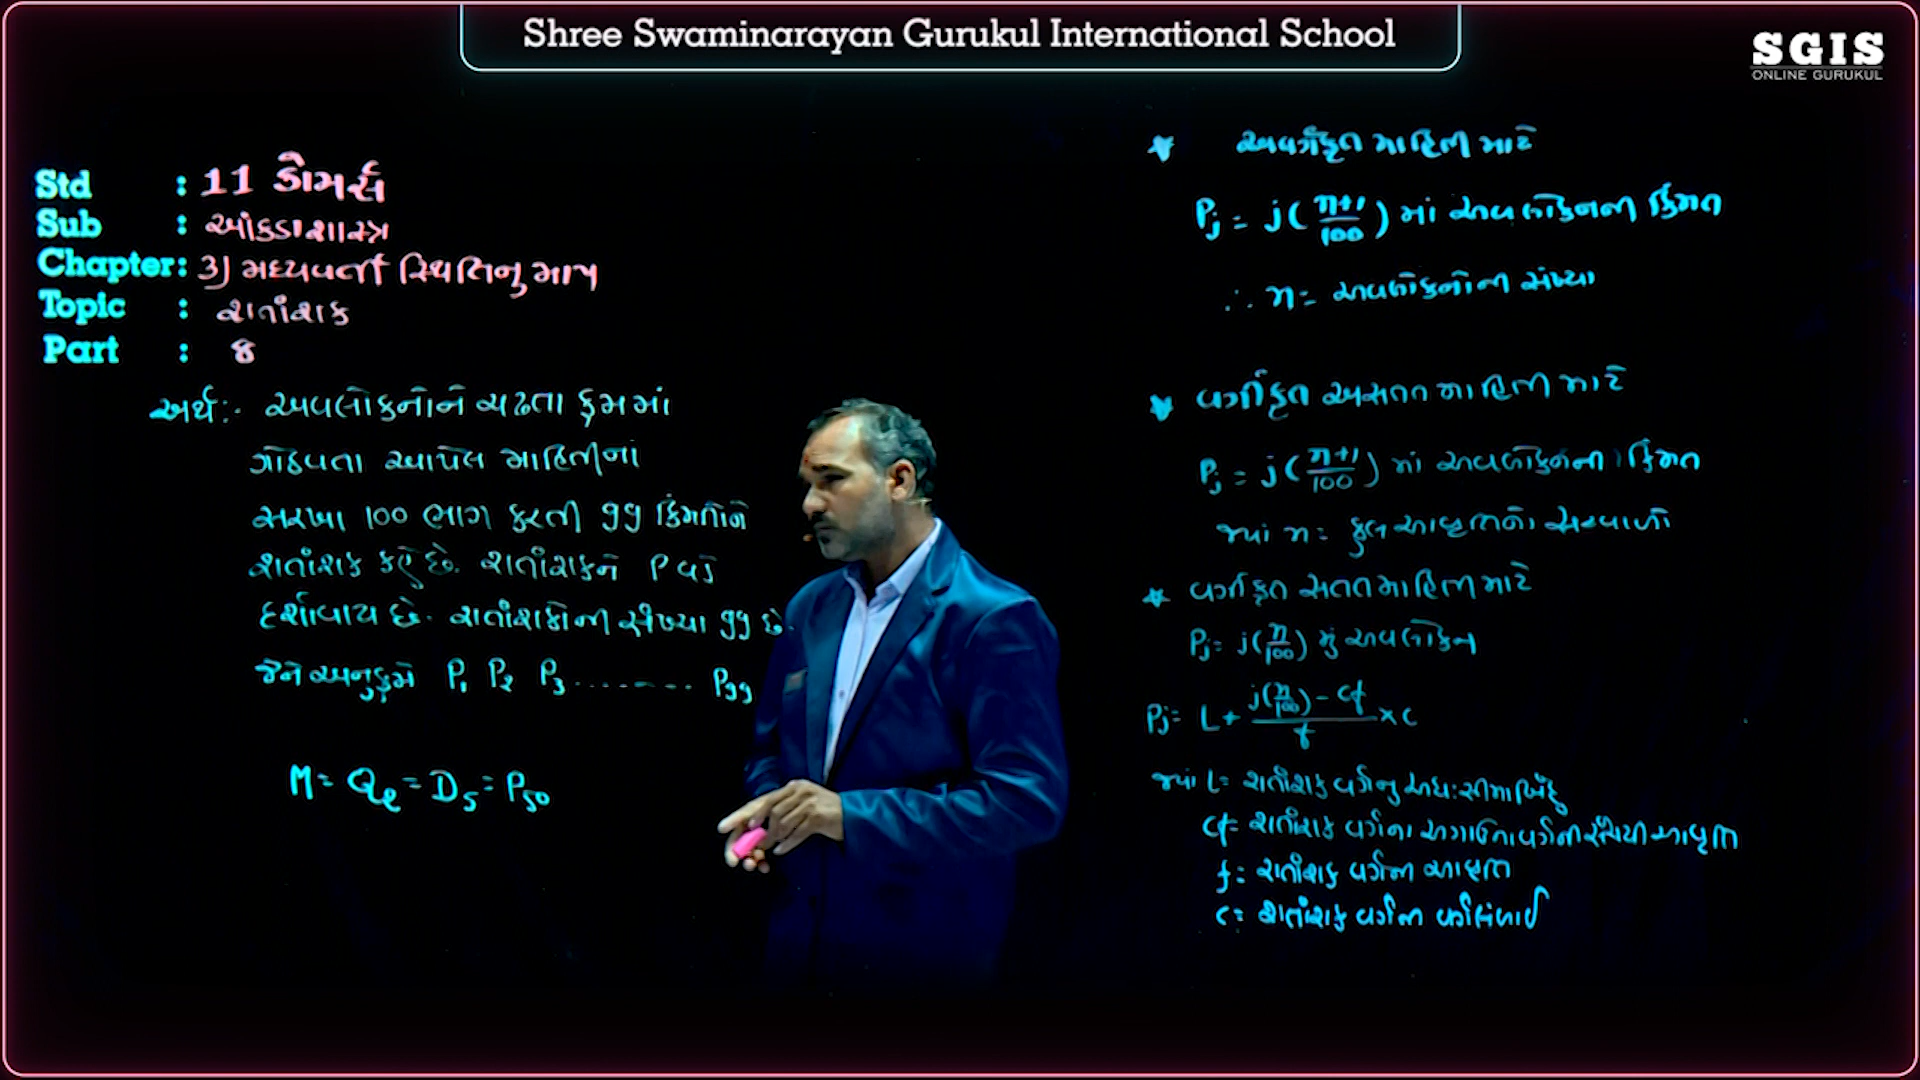 Shree Swaminarayan Gurukul International School
SGIS
ONLINE GURUKUL
Std : 11 કોમર્સ
Sub : આંકડાશાસ્ત્ર
Chapter: 3) મધ્યવર્તી સ્થિતિનુ માપ
Topic : શતાંશક
Part : 8
અર્થ:- અવલોકનોને ચઢતા ક્રમમાં
ગોઠવતા આપેલ માહિતીનાં
સરખા 100 ભાગ કરતી 99 કિંમતોને
શતાંશક કહે છે. શતાંશકને P વડે
દર્શાવાય છે. શતાંશકોની સંખ્યા 99 છે.
જેને અનુક્રમે P₁ P₂ P₃ ......... P₉₉
M = Q₂ = D₅ = P₅₀
★ અવર્ગીકૃત માહિતી માટે
Pj = j(n+1/100) માં અવલોકનની કિંમત
∴ n = અવલોકનોની સંખ્યા
★ વર્ગીકૃત અસતત માહિતી માટે
Pj = j(n+1/100) માં અવલોકનની કિંમત
જ્યાં n = કુલ આવૃત્તિનો સરવાળો
★ વર્ગીકૃત સતત માહિતી માટે
Pj = j(n/100) મું અવલોકન
Pj = L + j(n/100) - cf / f × c
જ્યાં L = શતાંશક વર્ગનુ અધઃસીમાબિંદુ
cf = શતાંશક વર્ગના આગળના વર્ગની સંચયી આવૃત્તિ
f = શતાંશક વર્ગની આવૃત્તિ
c = શતાંશક વર્ગની વર્ગલંબાઈ